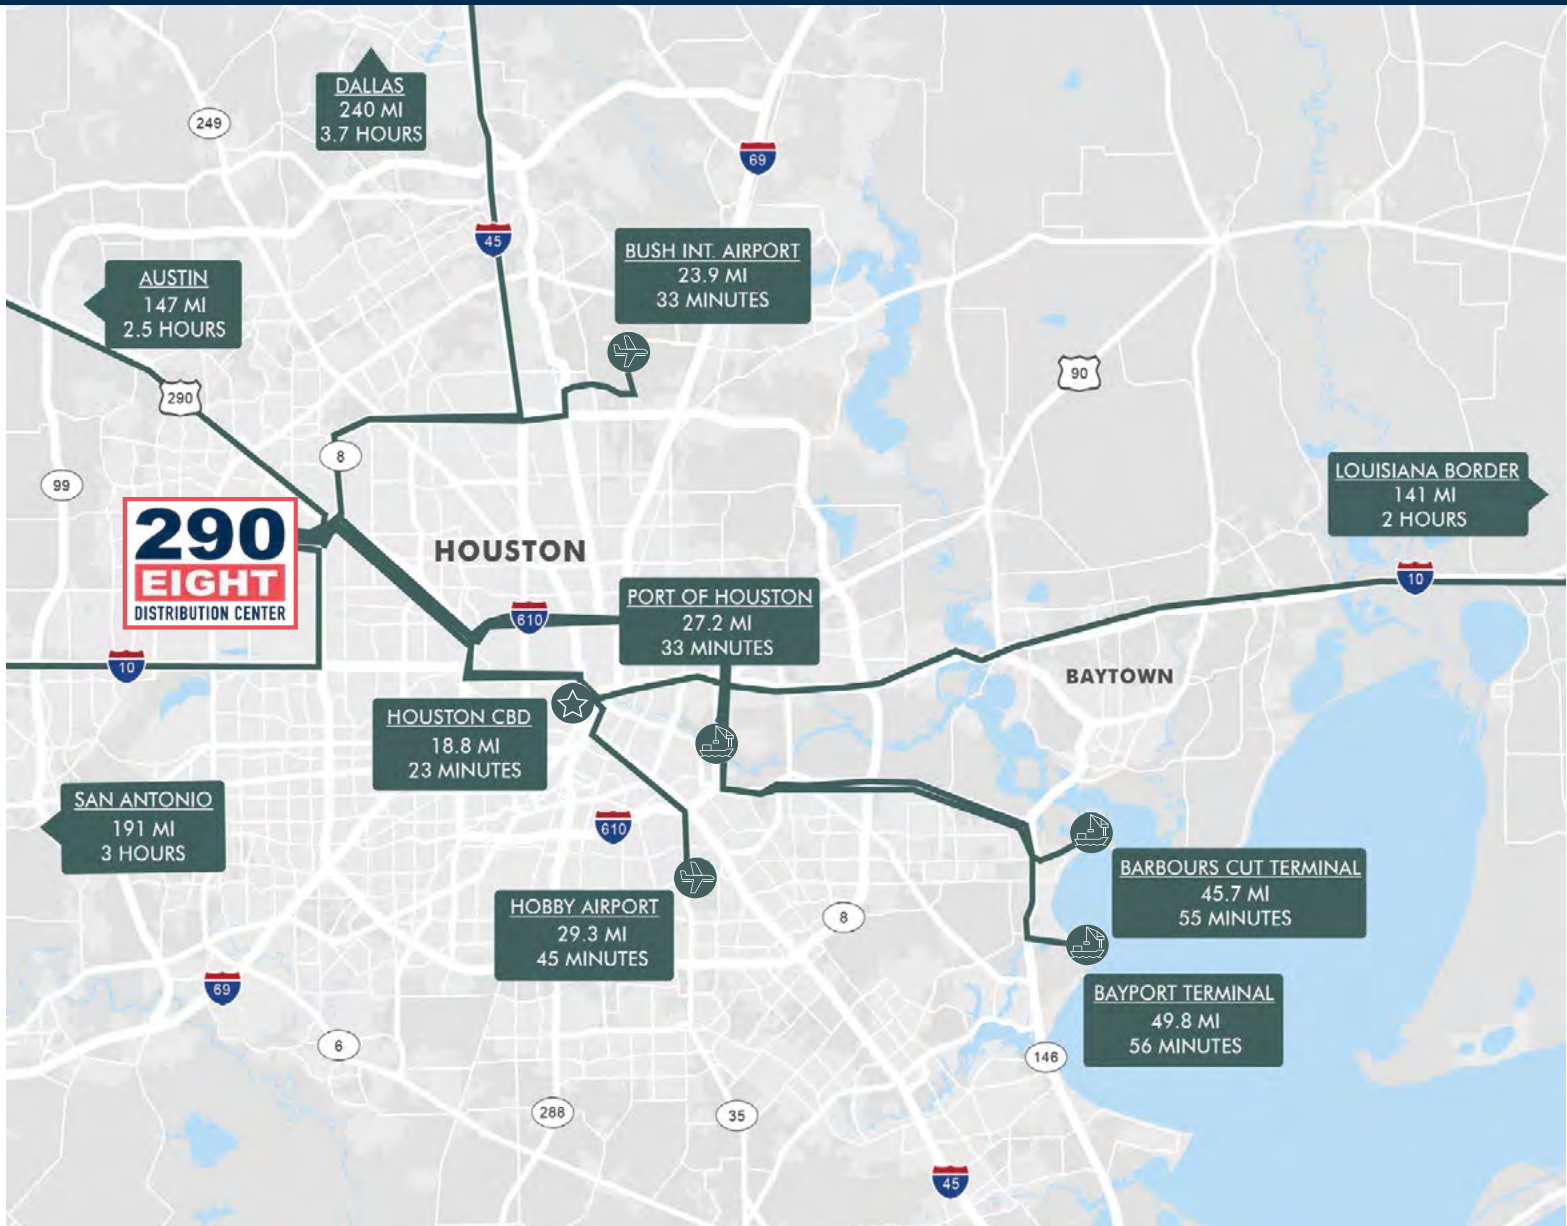 DALLAS
240 MI
3.7 HOURS
249
69
45
BUSH INT. AIRPORT
23.9 MI
33 MINUTES
AUSTIN
147 MI
2.5 HOURS
290
90
8
99
LOUISIANA BORDER
141 MI
2 HOURS
290
EIGHT
DISTRIBUTION CENTER
HOUSTON
10
PORT OF HOUSTON
27.2 MI
33 MINUTES
610
10
BAYTOWN
HOUSTON CBD
18.8 MI
23 MINUTES
SAN ANTONIO
191 MI
3 HOURS
610
BARBOURS CUT TERMINAL
45.7 MI
55 MINUTES
HOBBY AIRPORT
29.3 MI
45 MINUTES
8
69
BAYPORT TERMINAL
49.8 MI
56 MINUTES
6
146
288
35
45